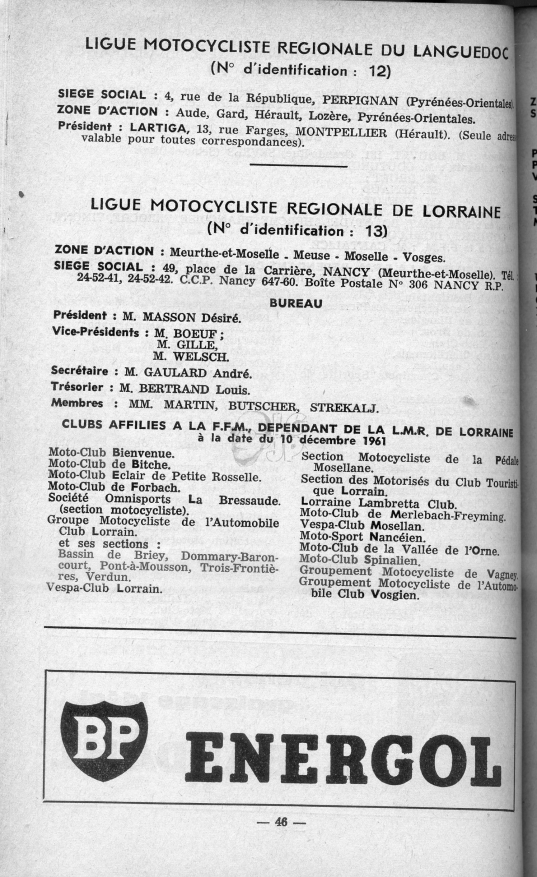 LIGUE MOTOCYCLISTE REGIONALE DU LANGUEDOC
(N° d'identification : 12)
SIEGE SOCIAL : 4, rue de la République, PERPIGNAN (Pyrénées-Orientales)
ZONE D'ACTION : Aude, Gard, Hérault, Lozère, Pyrénées-Orientales.
Président : LARTIGA, 13, rue Farges, MONTPELLIER (Hérault). (Seule adres
valable pour toutes correspondances).
LIGUE MOTOCYCLISTE REGIONALE DE LORRAINE
(N° d'identification : 13)
ZONE D'ACTION : Meurthe-et-Moselle - Meuse - Moselle - Vosges.
SIEGE SOCIAL : 49, place de la Carrière, NANCY (Meurthe-et-Moselle). Tél.
24-52-41, 24-52-42. C.C.P. Nancy 647-60. Boîte Postale N° 306 NANCY R.P.
BUREAU
Président : M. MASSON Désiré.
Vice-Présidents : M. BOEUF ;
M. GILLE,
M. WELSCH.
Secrétaire : M. GAULARD André.
Trésorier : M. BERTRAND Louis.
Membres : MM. MARTIN, BUTSCHER, STREKALJ.
CLUBS AFFILIES A LA F.F.M., DEPENDANT DE LA L.M.R. DE LORRAINE
à la date du 10 décembre 1961
Moto-Club Bienvenue.
Moto-Club de Bitche.
Moto-Club Eclair de Petite Rosselle.
Moto-Club de Forbach.
Société Omnisports La Bressaude.
(section motocycliste).
Groupe Motocycliste de l'Automobile
Club Lorrain.
et ses sections :
Bassin de Briey, Dommary-Baron-
court, Pont-à-Mousson, Trois-Frontiè-
res, Verdun.
Vespa-Club Lorrain.
Section Motocycliste de la Pédale
Mosellane.
Section des Motorisés du Club Touristi-
que Lorrain.
Lorraine Lambretta Club.
Moto-Club de Merlebach-Freyming.
Vespa-Club Mosellan.
Moto-Sport Nancéien.
Moto-Club de la Vallée de l'Orne.
Moto-Club Spinalien.
Groupement Motocycliste de Vagney.
Groupement Motocycliste de l'Automo-
bile Club Vosgien.
BP ENERGOL
— 46 —